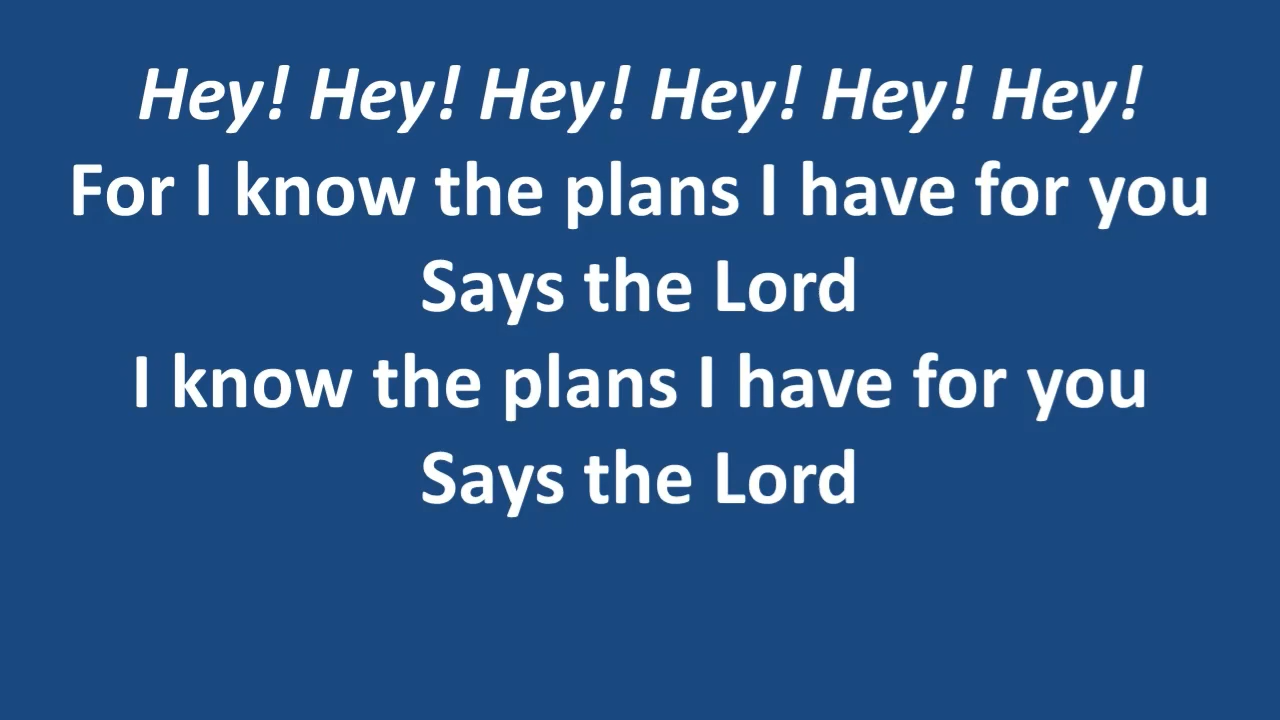 Hey! Hey! Hey! Hey! Hey! Hey!
For I know the plans I have for you
Says the Lord
I know the plans I have for you
Says the Lord